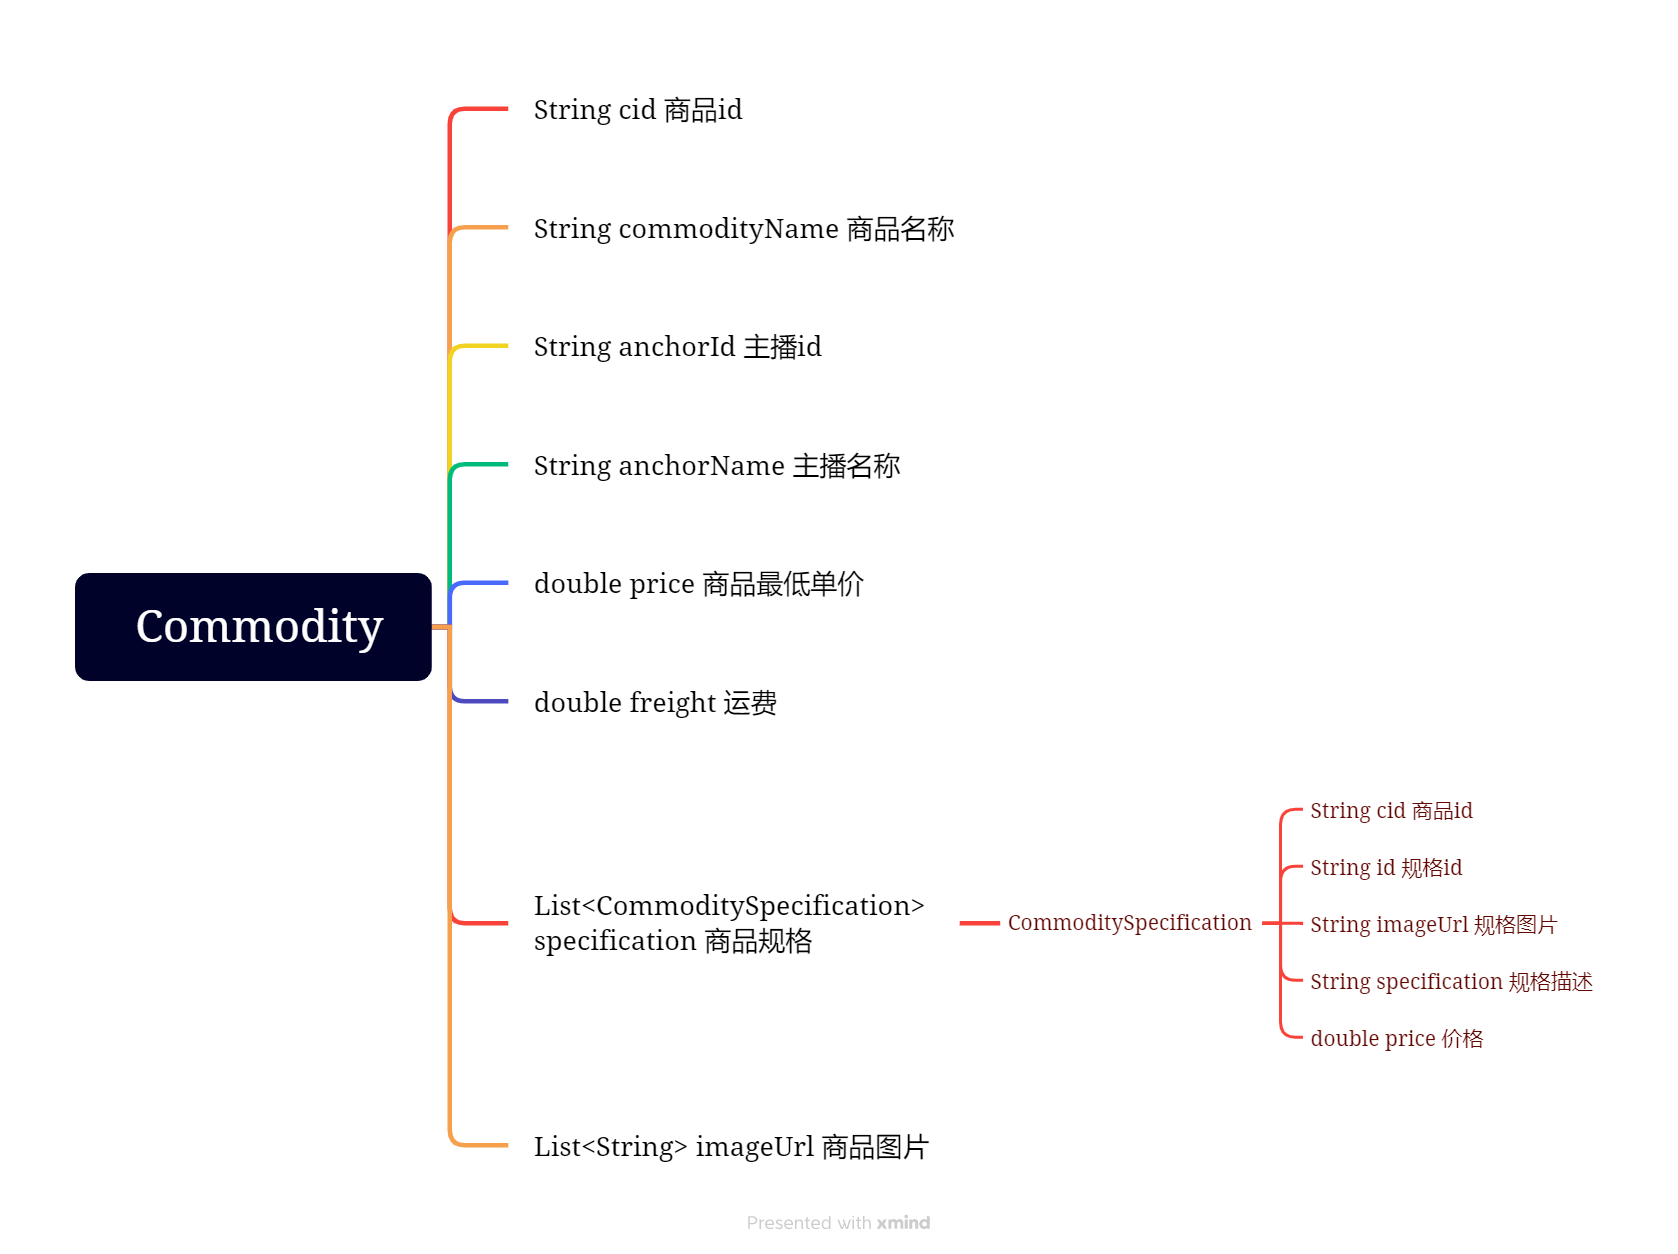 Commodity
String cid 商品id
String commodityName 商品名称
String anchorId 主播id
String anchorName 主播名称
double price 商品最低单价
double freight 运费
List<CommoditySpecification>
specification 商品规格
CommoditySpecification
String cid 商品id
String id 规格id
String imageUrl 规格图片
String specification 规格描述
double price 价格
List<String> imageUrl 商品图片
Presented with xmind